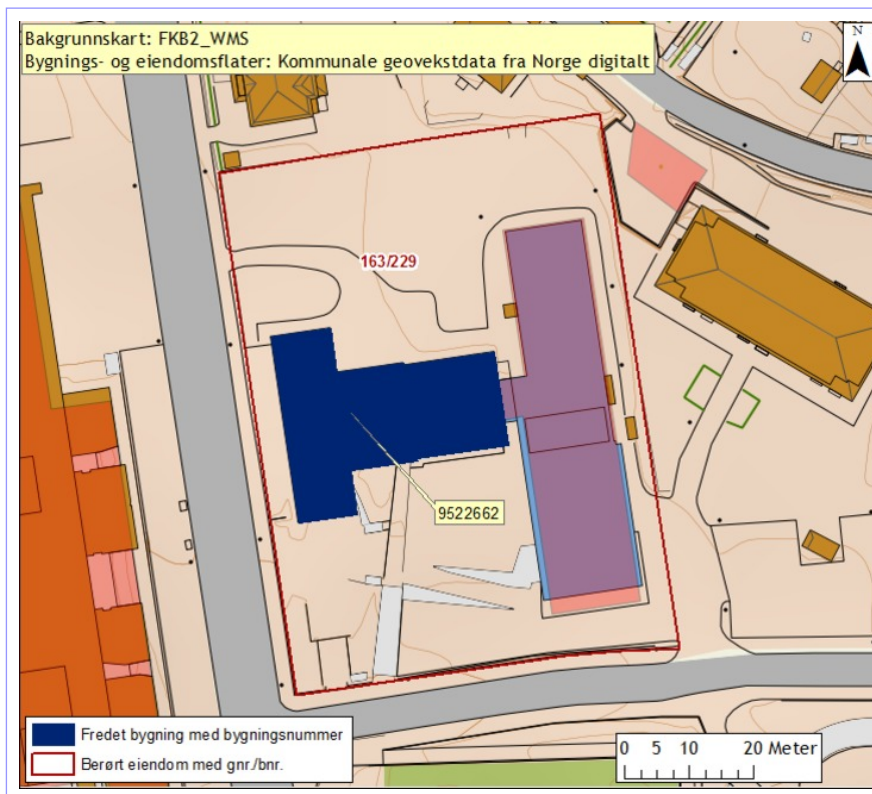 Bakgrunnskart: FKB2_WMS
Bygnings- og eiendomsflater: Kommunale geovekstdata fra Norge digitalt
N
163/229
9522662
Fredet bygning med bygningsnummer
Berørt eiendom med gnr./bnr.
0 5 10 20 Meter